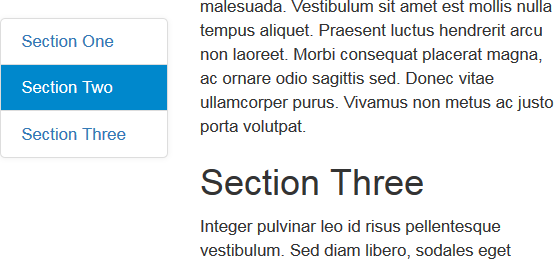 Section One
Section Two
Section Three
malesuada. Vestibulum sit amet est mollis nulla
tempus aliquet. Praesent luctus hendrerit arcu
non laoreet. Morbi consequat placerat magna,
ac ornare odio sagittis sed. Donec vitae
ullamcorper purus. Vivamus non metus ac justo
porta volutpat.
Section Three
Integer pulvinar leo id risus pellentesque
vestibulum. Sed diam libero, sodales eget